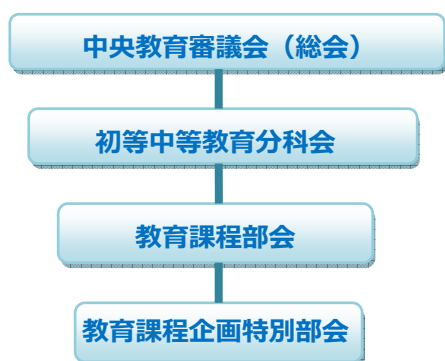 中央教育審議会（総会）
初等中等教育分科会
教育課程部会
教育課程企画特別部会